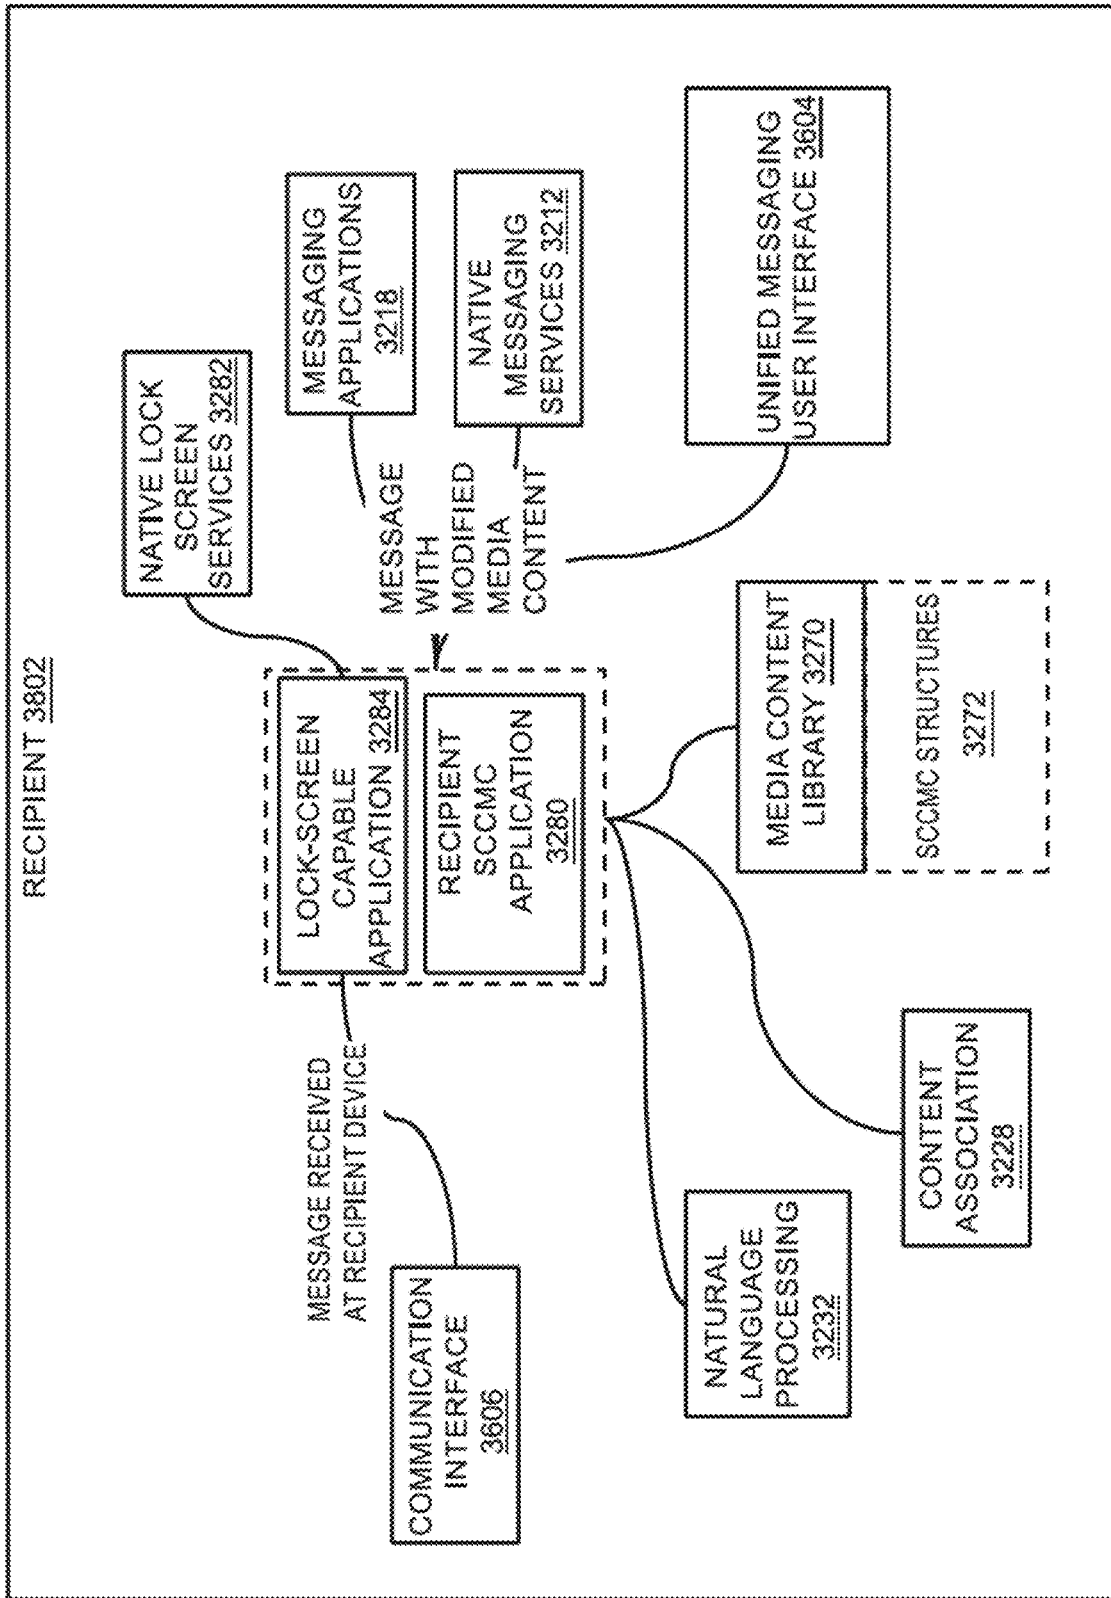 RECIPIENT 3802
NATIVE LOCK
SCREEN
SERVICES 3282
MESSAGING
APPLICATIONS
3218
NATIVE
MESSAGING
SERVICES 3212
UNIFIED MESSAGING
USER INTERFACE 3604
MESSAGE
WITH
MODIFIED
MEDIA
CONTENT
LOCK-SCREEN
CAPABLE
APPLICATION 3284
RECIPIENT
SCCMC
APPLICATION
3280
MESSAGE RECEIVED
AT RECIPIENT DEVICE
COMMUNICATION
INTERFACE
3606
NATURAL
LANGUAGE
PROCESSING
3232
CONTENT
ASSOCIATION
3228
MEDIA CONTENT
LIBRARY 3270
SCCMC STRUCTURES
3272